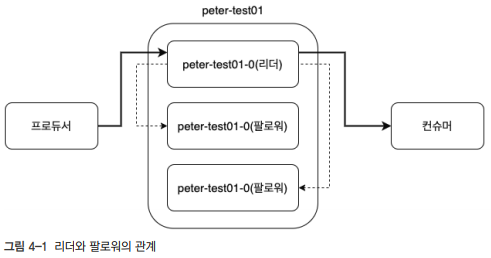 peter-test01
peter-test01-0(리더)
프로듀서
peter-test01-0(팔로워)
컨슈머
peter-test01-0(팔로워)
그림 4-1 리더와 팔로워의 관계